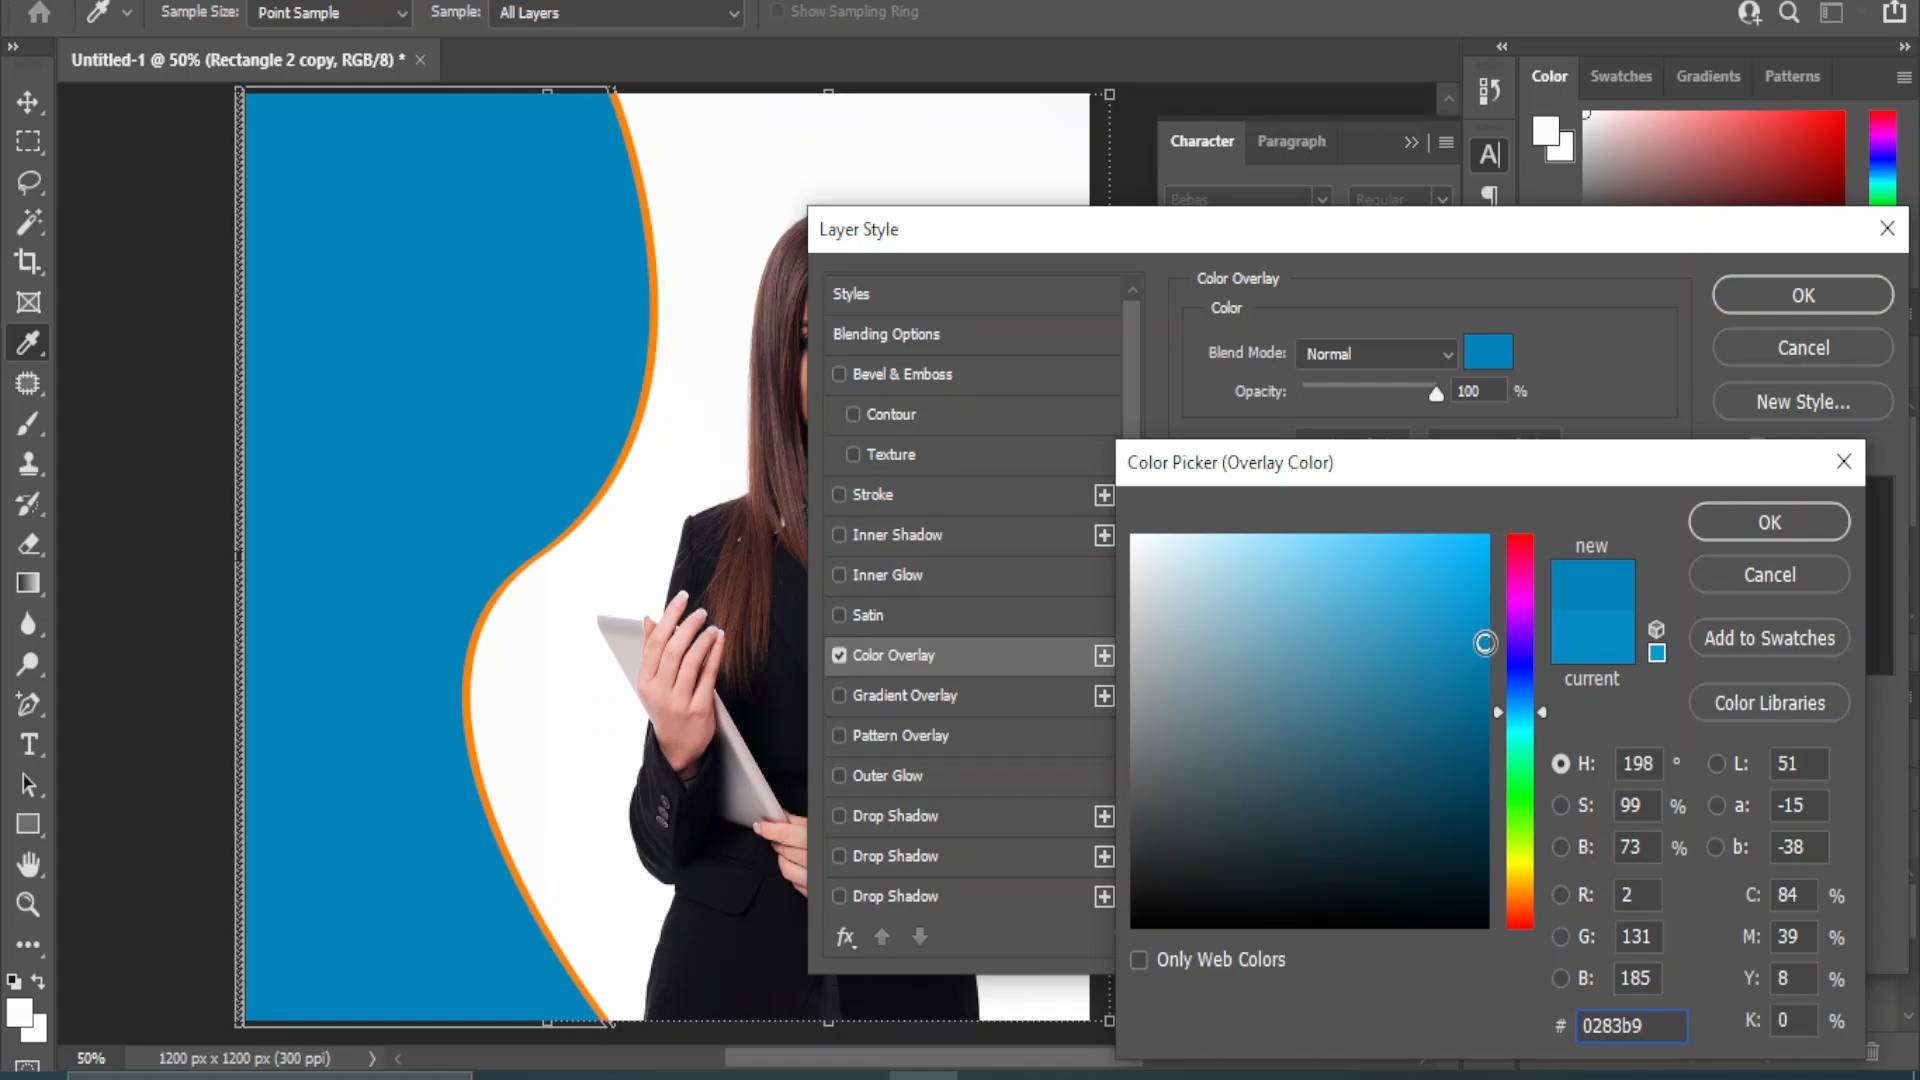 Sample Size: Point Sample Sample: All Layers Show Sampling Ring
Untitled-1 @ 50% (Rectangle 2 copy, RGB/8) * ×
Color Swatches Gradients Patterns
Character Paragraph
Bebas Regular
Layer Style
Styles
Blending Options
Bevel & Emboss
Contour
Texture
Stroke
Inner Shadow
Inner Glow
Satin
Color Overlay
Gradient Overlay
Pattern Overlay
Outer Glow
Drop Shadow
Drop Shadow
Drop Shadow
fx
Color Overlay
Color
Blend Mode: Normal
Opacity: 100 %
OK
Cancel
New Style...
Color Picker (Overlay Color)
new
current
OK
Cancel
Add to Swatches
Color Libraries
H: 198 ° L: 51
S: 99 % a: -15
B: 73 % b: -38
R: 2 C: 84 %
G: 131 M: 39 %
B: 185 Y: 8 %
# 0283b9 K: 0 %
Only Web Colors
50% 1200 px x 1200 px (300 ppi)